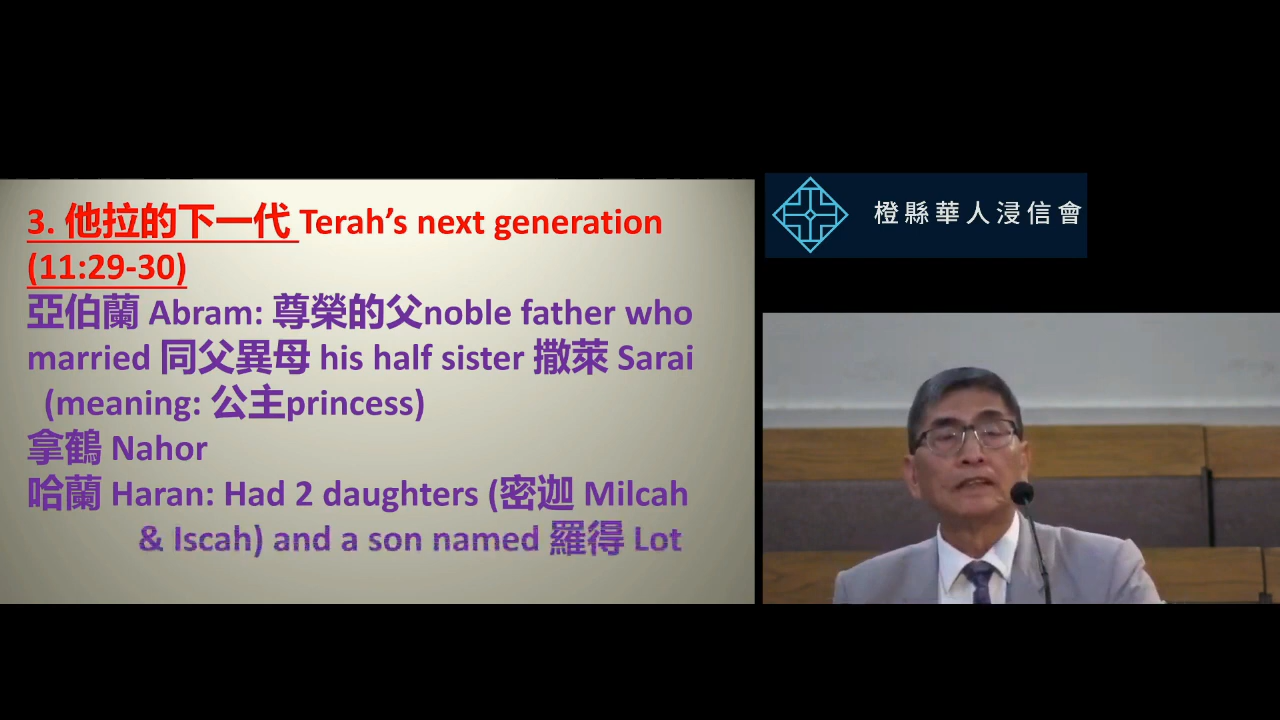 3. 他拉的下一代 Terah's next generation
(11:29-30)
亞伯蘭 Abram: 尊榮的父noble father who
married 同父異母 his half sister 撒萊 Sarai
(meaning: 公主princess)
拿鶴 Nahor
哈蘭 Haran: Had 2 daughters (密迦 Milcah
& Iscah) and a son named 羅得 Lot
橙縣華人浸信會